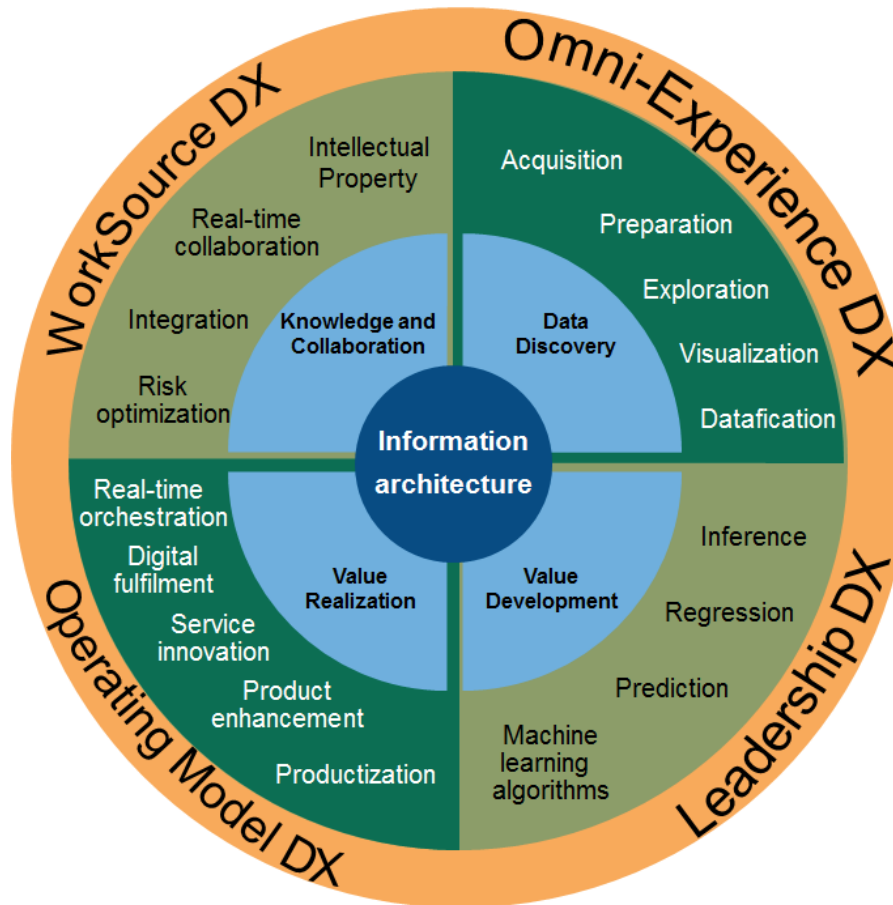 WorkSource DX
Omni-Experience DX
Intellectual
Property
Real-time
collaboration
Integration
Risk
optimization
Knowledge and
Collaboration
Acquisition
Preparation
Exploration
Visualization
Datafication
Data
Discovery
Information
architecture
Real-time
orchestration
Digital
fulfilment
Service
innovation
Product
enhancement
Productization
Value
Realization
Value
Development
Inference
Regression
Prediction
Machine
learning
algorithms
Operating Model DX
Leadership DX